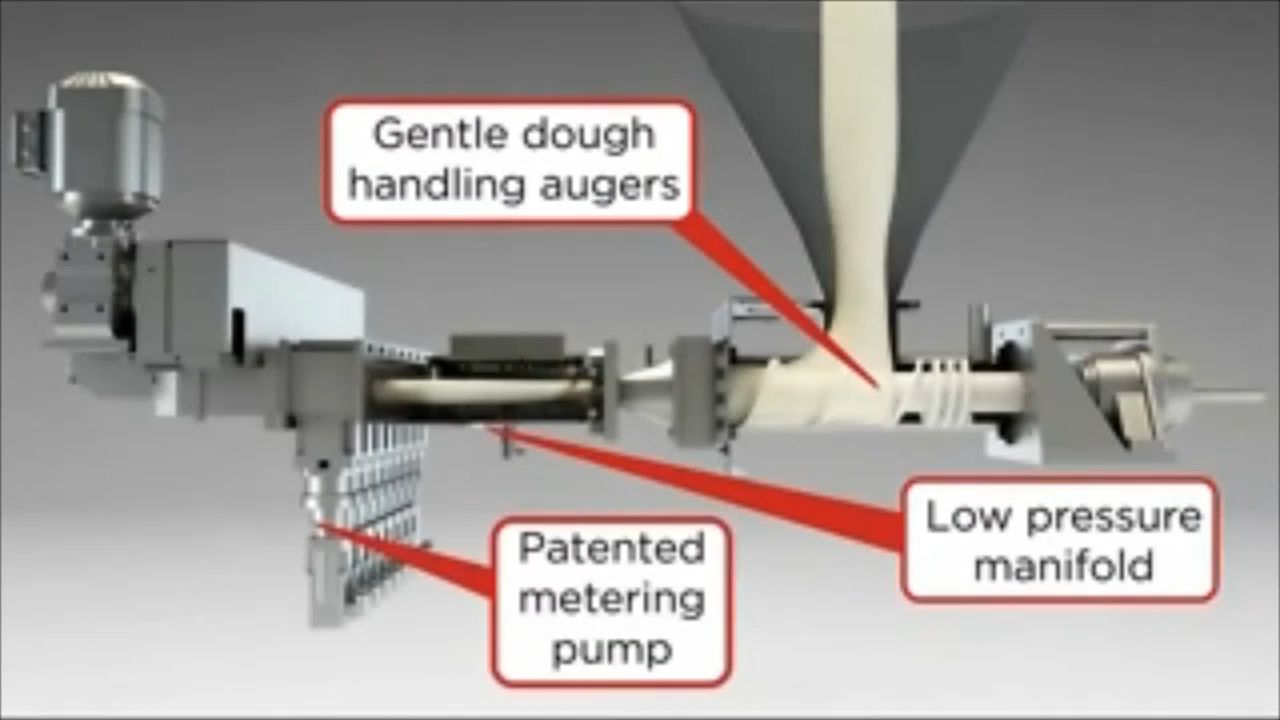 Gentle dough
handling augers
Low pressure
manifold
Patented
metering
pump